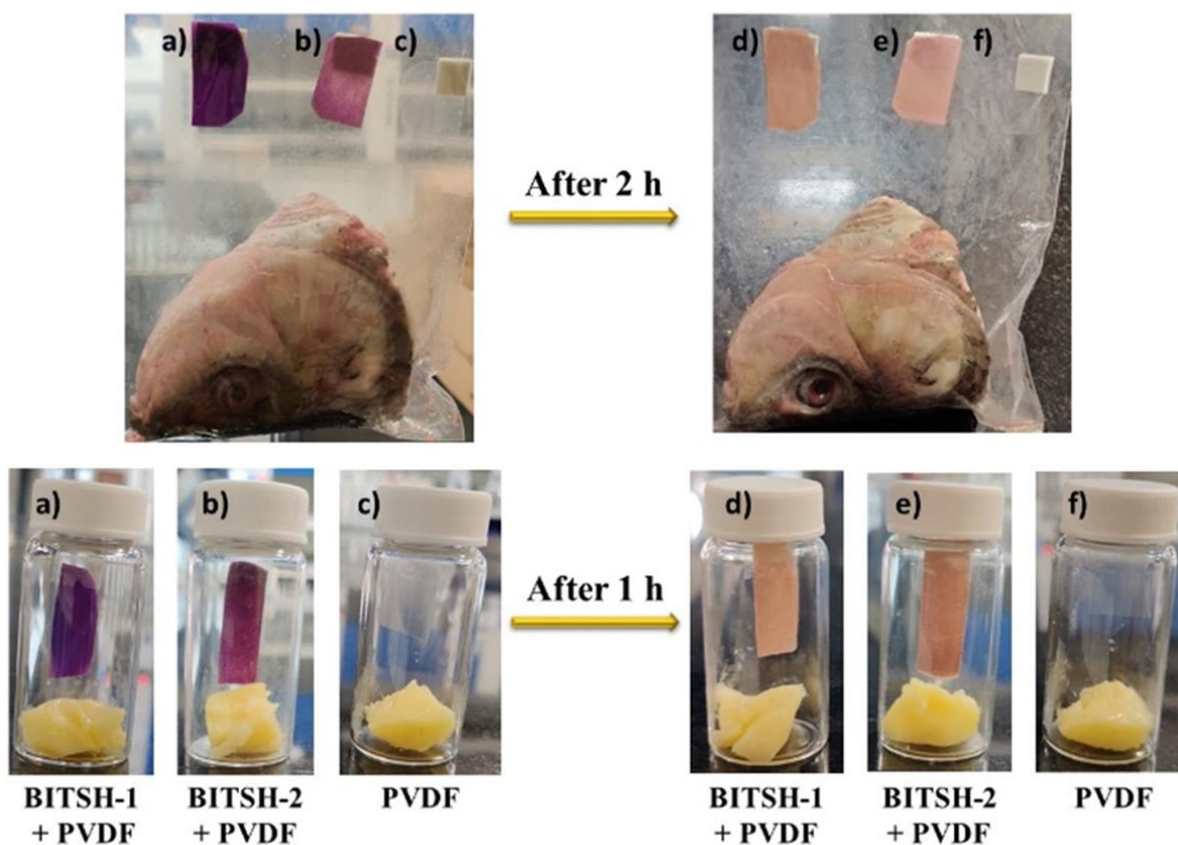 a) b) c)
After 2 h
d) e) f)
a) b) c)
After 1 h
d) e) f)
BITSH-1
+ PVDF
BITSH-2
+ PVDF
PVDF
BITSH-1
+ PVDF
BITSH-2
+ PVDF
PVDF